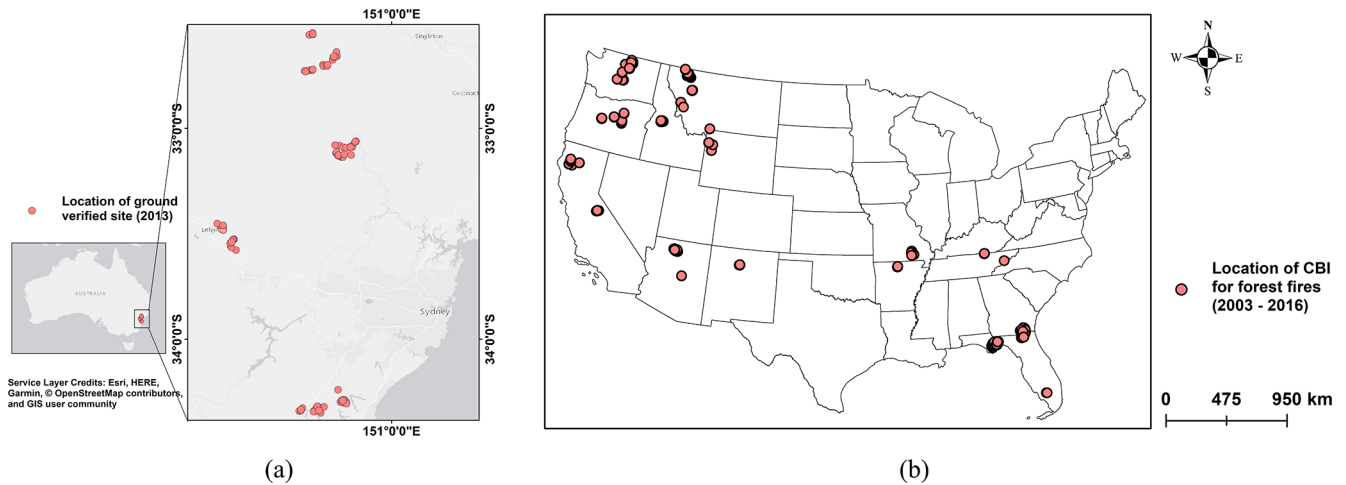 151°0'0"E
Singleton
33°0'0"S
33°0'0"S
Location of ground
verified site (2013)
AUSTRALIA
Sydney
34°0'0"S
34°0'0"S
Service Layer Credits: Esri, HERE,
Garmin, © OpenStreetMap contributors,
and GIS user community
151°0'0"E
(a)
N
W E
S
Location of CBI
for forest fires
(2003 - 2016)
0 475 950 km
(b)